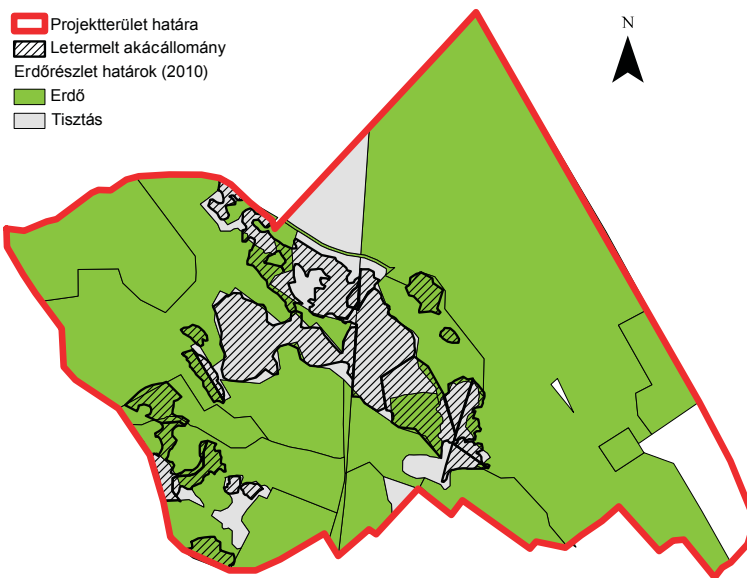 Projektterület határa
Letermelt akácállomány
Erdőrészlet határok (2010)
Erdő
Tisztás
N